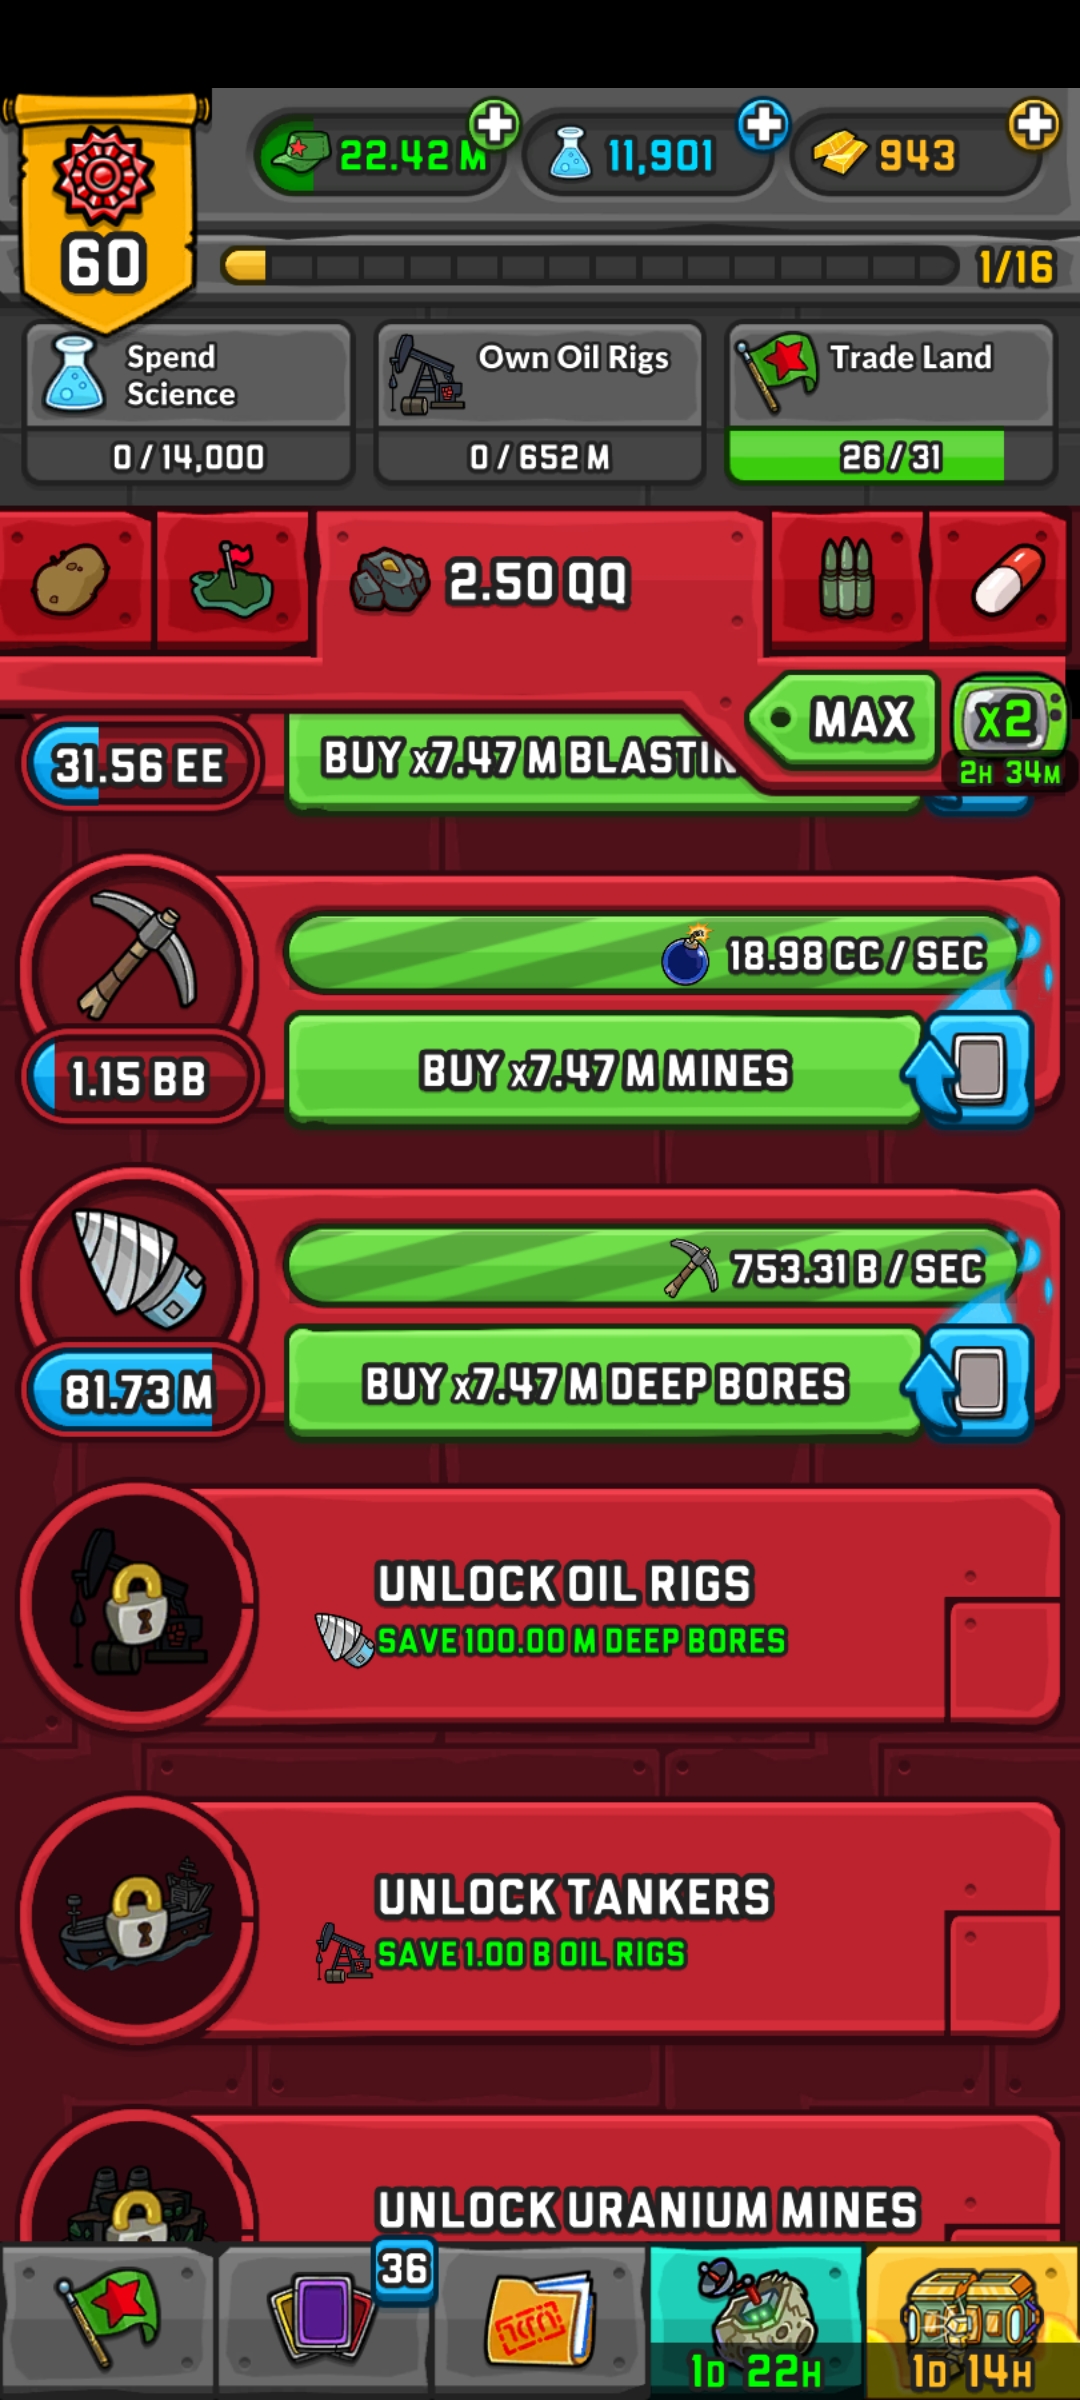 60
22.42 M
11,901
943
1/16
Spend
Science
0/14,000
Own Oil Rigs
0/652 M
Trade Land
26/31
2.50 QQ
MAX
x2
2H 34M
31.56 EE
BUY x7.47 M BLASTIN
18.98 CC / SEC
1.15 BB
BUY x7.47 M MINES
753.31 B / SEC
81.73 M
BUY x7.47 M DEEP BORES
UNLOCK OIL RIGS
SAVE 100.00 M DEEP BORES
UNLOCK TANKERS
SAVE 1.00 B OIL RIGS
UNLOCK URANIUM MINES
36
1D 22H
1D 14H